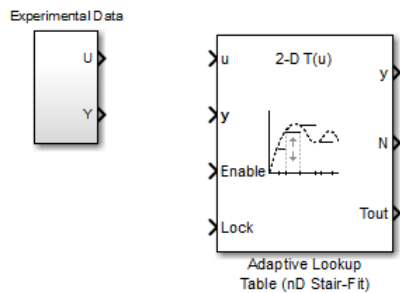 Experimental Data
U
Y
u
2-D T(u)
y
y
N
Enable
Tout
Lock
Adaptive Lookup
Table (nD Stair-Fit)